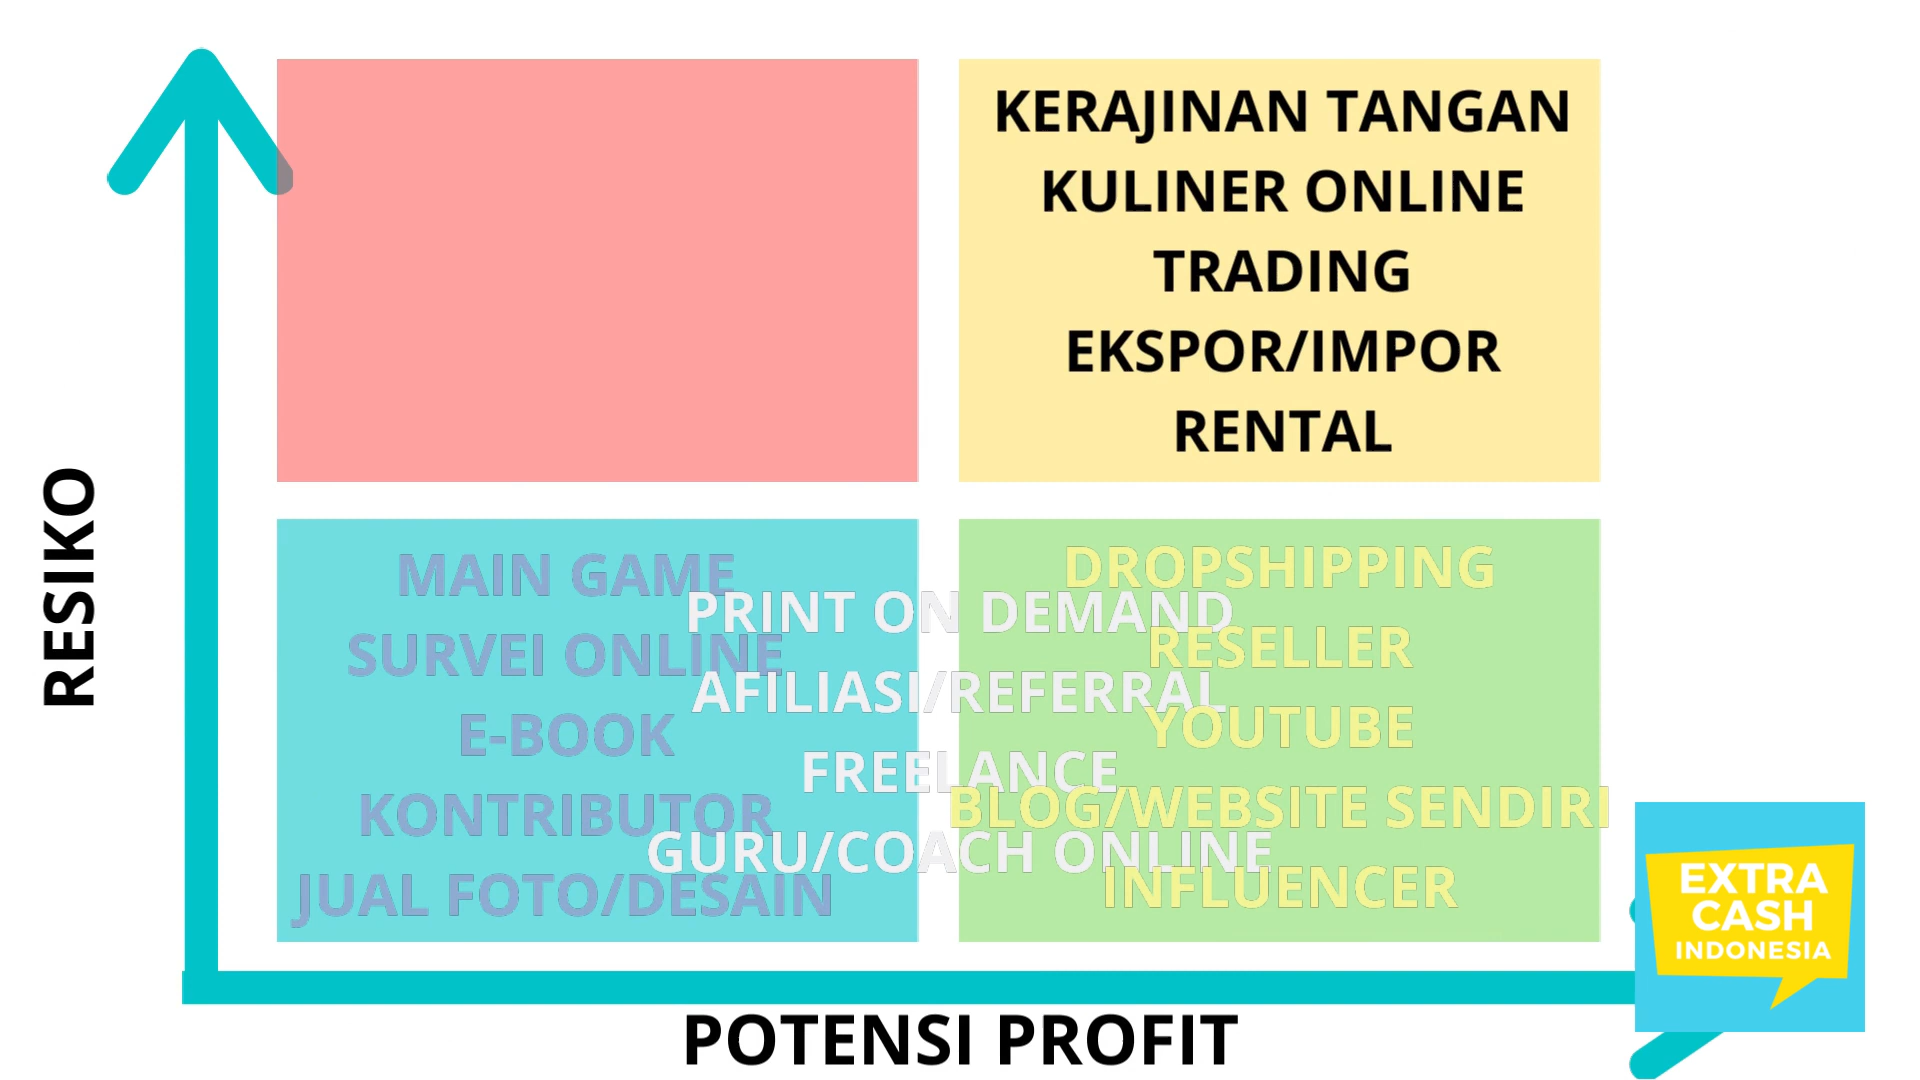 KERAJINAN TANGAN
KULINER ONLINE
TRADING
EKSPOR/IMPOR
RENTAL
RESIKO
MAIN GAME
SURVEI ONLINE
E-BOOK
KONTRIBUTOR
JUAL FOTO/DESAIN
PRINT ON DEMAND
AFILIASI/REFERRAL
FREELANCE
GURU/COACH ONLINE
DROPSHIPPING
RESELLER
YOUTUBE
BLOG/WEBSITE SENDIRI
INFLUENCER
EXTRA
CASH
INDONESIA
POTENSI PROFIT